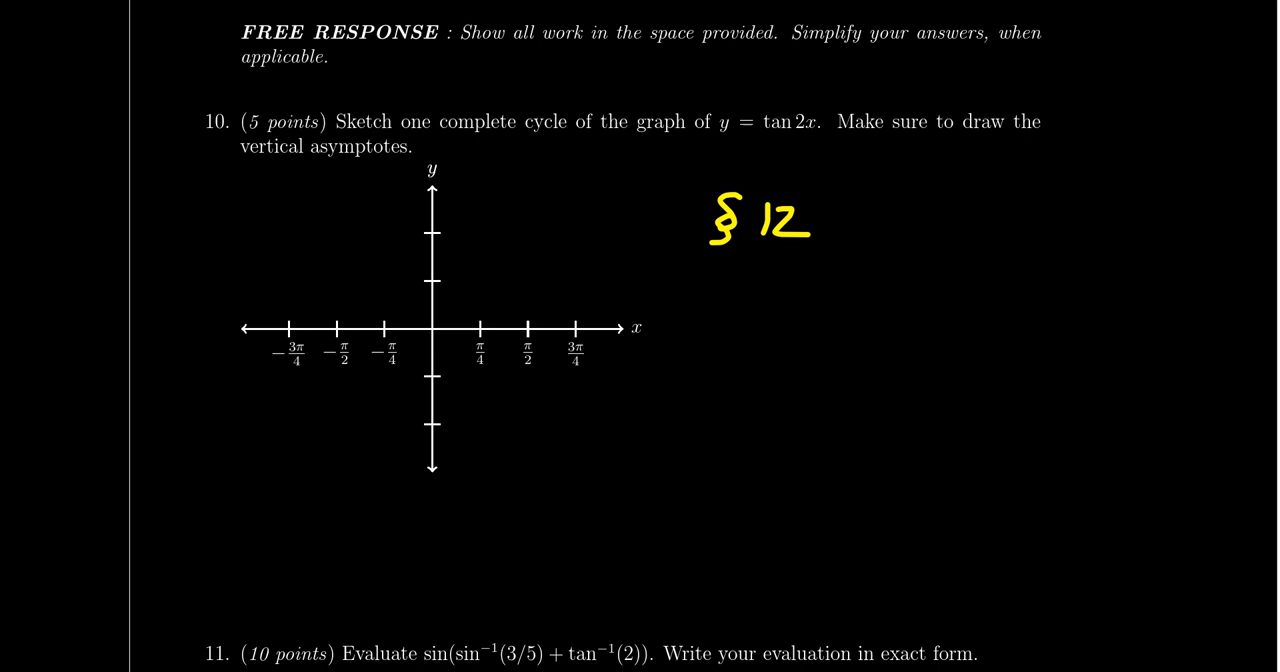 FREE RESPONSE : Show all work in the space provided. Simplify your answers, when
applicable.
10. (5 points) Sketch one complete cycle of the graph of y = tan 2x. Make sure to draw the
vertical asymptotes.
y
§ 12
x
−3π/4 −π/2 −π/4 π/4 π/2 3π/4
11. (10 points) Evaluate sin(sin⁻¹(3/5) + tan⁻¹(2)). Write your evaluation in exact form.